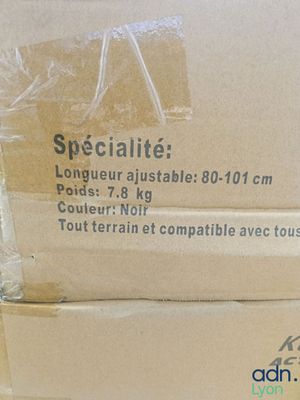 Spécialité:
Longueur ajustable: 80-101 cm
Poids: 7.8 kg
Couleur: Noir
Tout terrain et compatible avec tous
adn.
Lyon